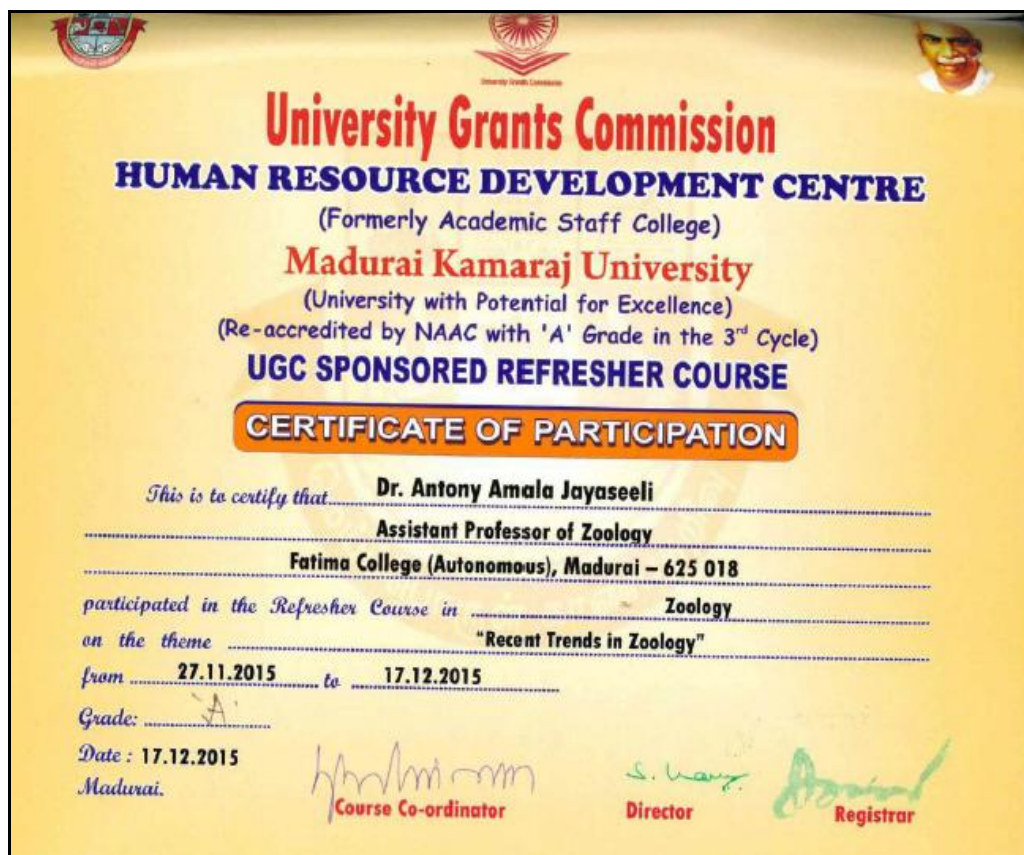 University Grants Commission
University Grants Commission
HUMAN RESOURCE DEVELOPMENT CENTRE
(Formerly Academic Staff College)
Madurai Kamaraj University
(University with Potential for Excellence)
(Re-accredited by NAAC with 'A' Grade in the 3rd Cycle)
UGC SPONSORED REFRESHER COURSE
CERTIFICATE OF PARTICIPATION
This is to certify that Dr. Antony Amala Jayaseeli
Assistant Professor of Zoology
Fatima College (Autonomous), Madurai – 625 018
participated in the Refresher Course in Zoology
on the theme "Recent Trends in Zoology"
from 27.11.2015 to 17.12.2015
Grade: 'A'
Date : 17.12.2015
Madurai.
Course Co-ordinator Director Registrar